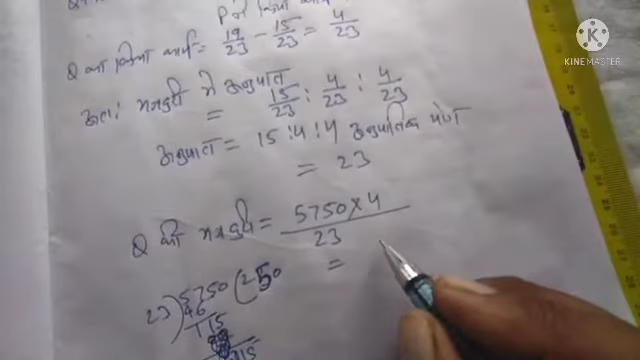 P ने किया कार्य
Q का किया कार्य = 19/23 - 15/23 = 4/23
अतः मजदुरी में अनुपात
= 15/23 : 4/23 : 4/23
अनुपात = 15 : 4 : 4 अनुपातिक योग
= 23
Q की मजदुरी = 5750 x 4 / 23
=
23 ) 5750 ( 250
46
115
115
K
KINEMASTER